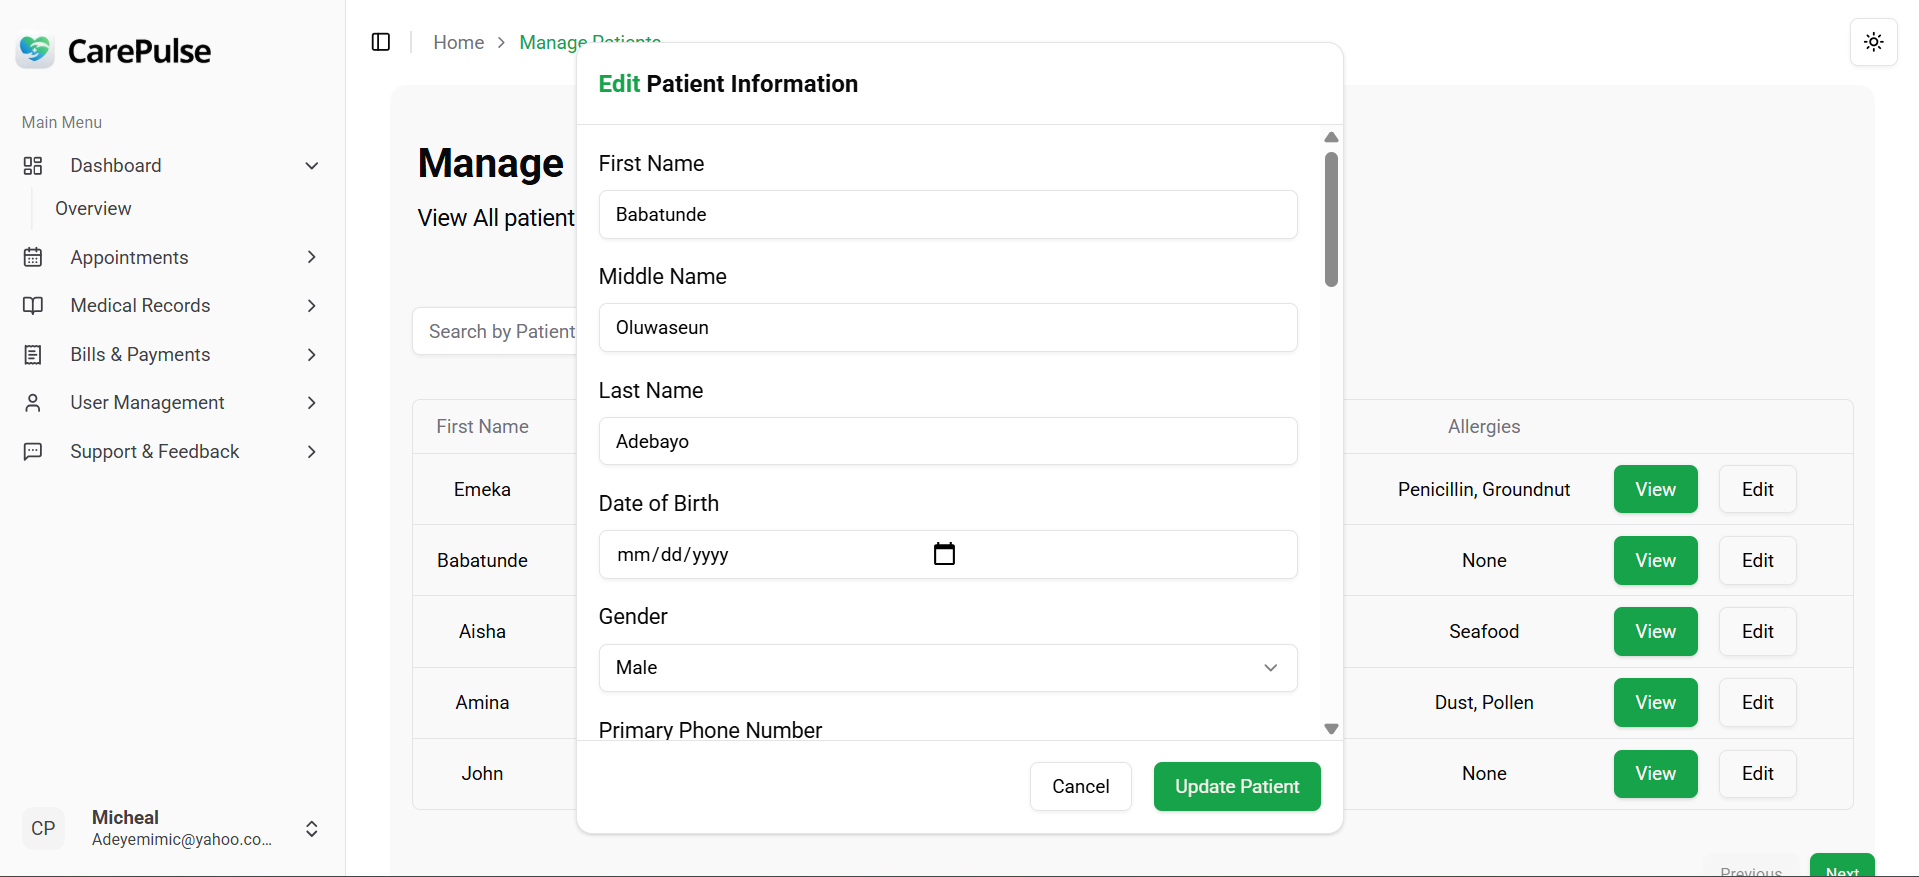 CarePulse
Main Menu
Dashboard
Overview
Appointments
Medical Records
Bills & Payments
User Management
Support & Feedback
CP
Micheal
Adeyemimic@yahoo.co...
Home > Manage Patients
Manage
View All patient
Search by Patient
First Name
Allergies
Emeka
Penicillin, Groundnut
View
Edit
Babatunde
None
View
Edit
Aisha
Seafood
View
Edit
Amina
Dust, Pollen
View
Edit
John
None
View
Edit
Previous
Next
Edit Patient Information
First Name
Babatunde
Middle Name
Oluwaseun
Last Name
Adebayo
Date of Birth
mm/dd/yyyy
Gender
Male
Primary Phone Number
Cancel
Update Patient